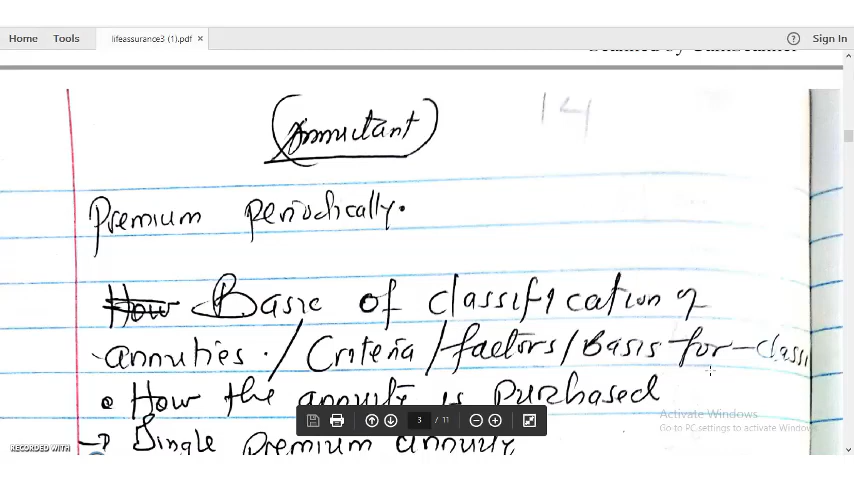 Home Tools lifeassurance3 (1).pdf × Sign In
14
(Annuitant)
Premium periodically.
How Basic of classification of
annuties. / Criteria / factors / Basis for classi
How the annuity is purchased
3 / 11
Activate Windows
Go to PC settings to activate Windows.
→ Single premium annuity
RECORDED WITH